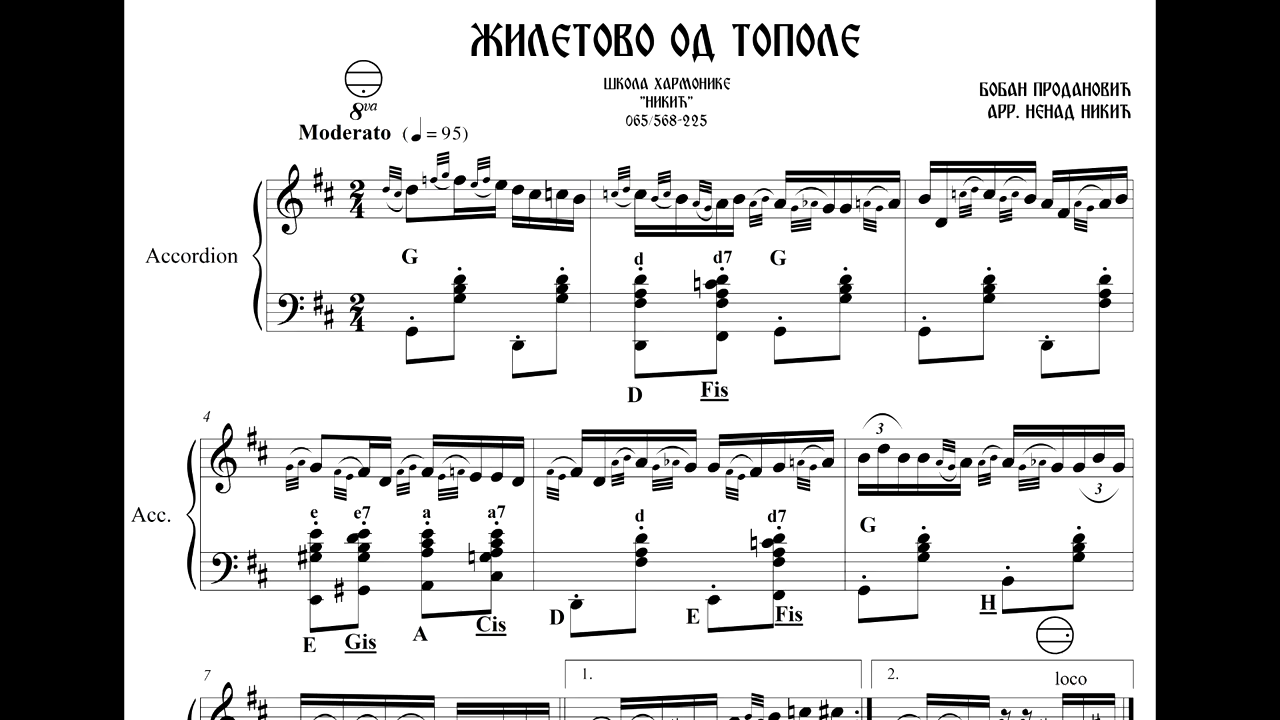 ЖИЛЕТОВО ОД ТОПОЛЕ
ШКОЛА ХАРМОНИКЕ
"НИКИЋ"
065/568-225
БОБАН ПРОДАНОВИЋ
АРР. НЕНАД НИКИЋ
8va
Moderato (♩ = 95)
Accordion
G d d7 G
D Fis
4
Acc.
e e7 a a7 d d7 G
E Gis A Cis D E Fis H
3 3
7
1. 2. loco